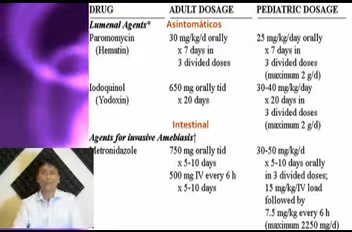 DRUG ADULT DOSAGE PEDIATRIC DOSAGE
Lumenal Agents* Asintomáticos
Paromomycin 30 mg/kg/d orally 25 mg/kg/day orally
(Hematin) x 7 days in x 7 days in
3 divided doses 3 divided doses
(maximum 2 g/d)
Iodoquinol 650 mg orally tid 30-40 mg/kg/day
(Yodoxin) x 20 days x 20 days in
3 divided doses
(maximum 2 g/d)
Intestinal
Agents for invasive Amebiasis†
Metronidazole 750 mg orally tid 30-50 mg/kg/d
x 5-10 days x 5-10 days orally
500 mg IV every 6 h in 3 divided doses;
x 5-10 days 15 mg/kg/IV load
followed by
7.5 mg/kg every 6 h
(maximum 2250 mg/d)